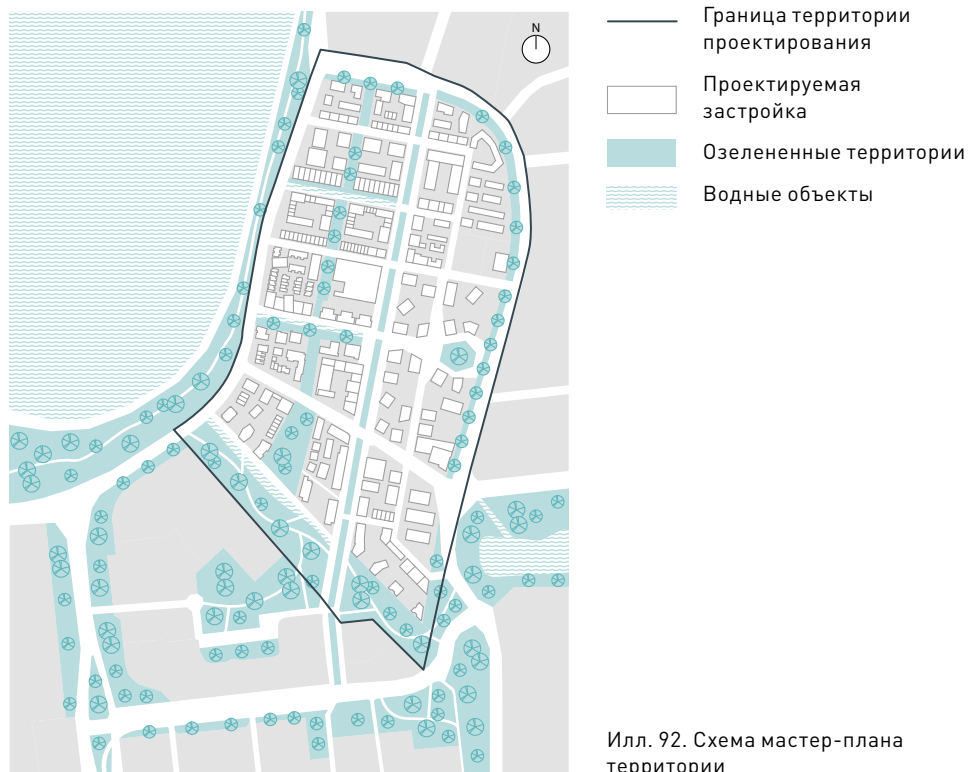 N
Граница территории
проектирования
Проектируемая
застройка
Озелененные территории
Водные объекты
Илл. 92. Схема мастер-плана
территории